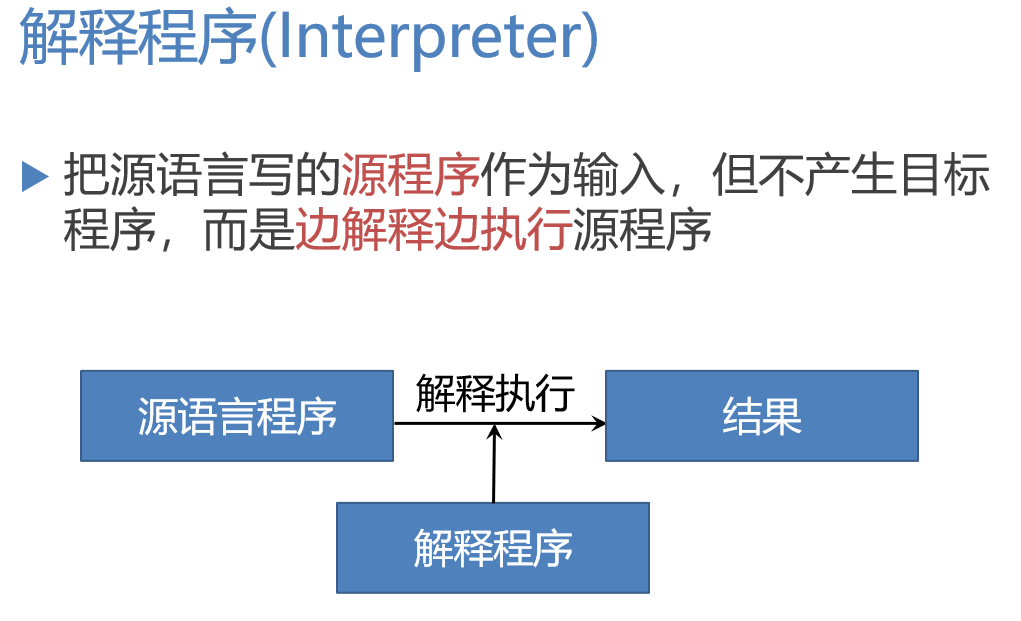 解释程序(Interpreter)
把源语言写的源程序作为输入，但不产生目标
程序，而是边解释边执行源程序
解释执行
源语言程序
结果
解释程序